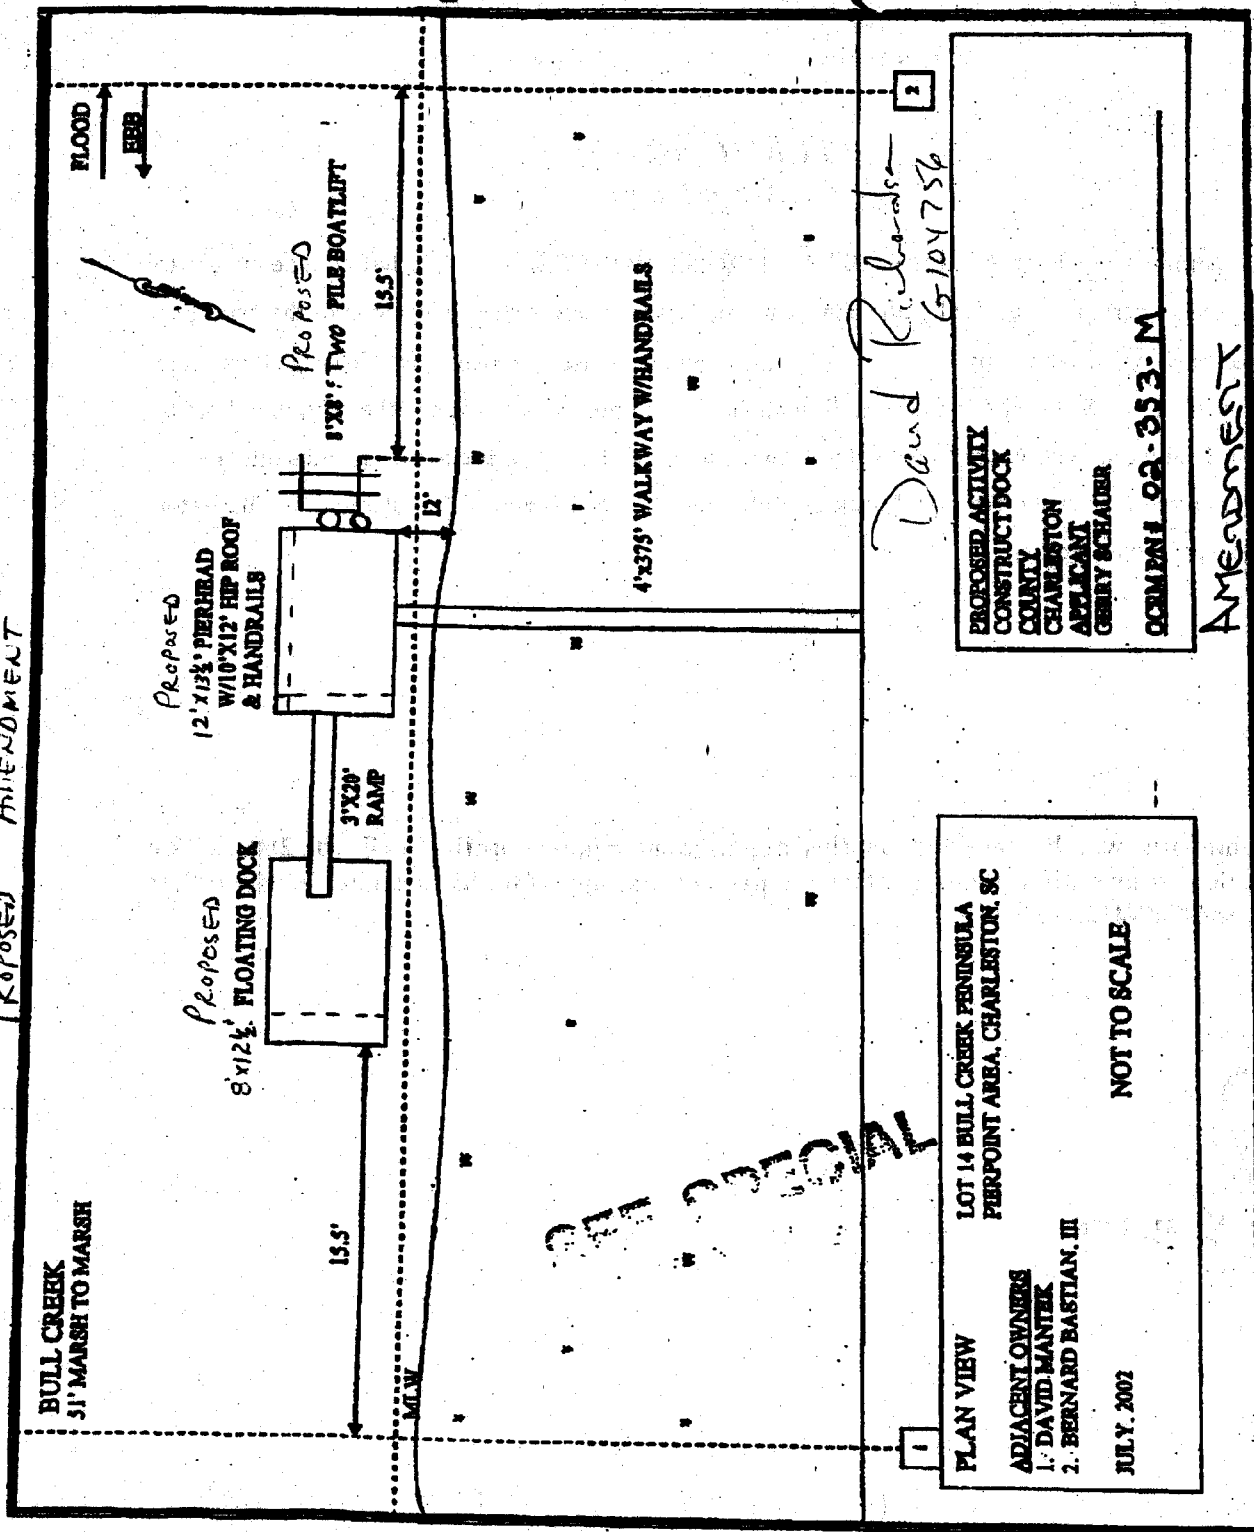 PROPOSED AMENDMENT
BULL CREEK
51' MARSH TO MARSH
FLOOD
EBB
PROPOSED
8'x12½' FLOATING DOCK
3'X20'
RAMP
PROPOSED
12'X13½' PIERHEAD
W/10'X12' HIP ROOF
& HANDRAILS
PROPOSED
8'X8' TWO PILE BOATLIFT
15.5'
15.5'
12'
MLW
4'x375' WALKWAY W/HANDRAILS
SEE SPECIAL
1
2
David Richardson
G104756
PLAN VIEW
LOT 14 BULL CREEK PENINSULA
PIERPOINT AREA, CHARLESTON, SC
ADJACENT OWNERS
1. DAVID MANTEK
2. BERNARD BASTIAN, III
JULY, 2002
NOT TO SCALE
PROPOSED ACTIVITY
CONSTRUCT DOCK
COUNTY
CHARLESTON
APPLICANT
GERRY SCHAUER
OCRM P/N# 02-353-M
AMENDMENT